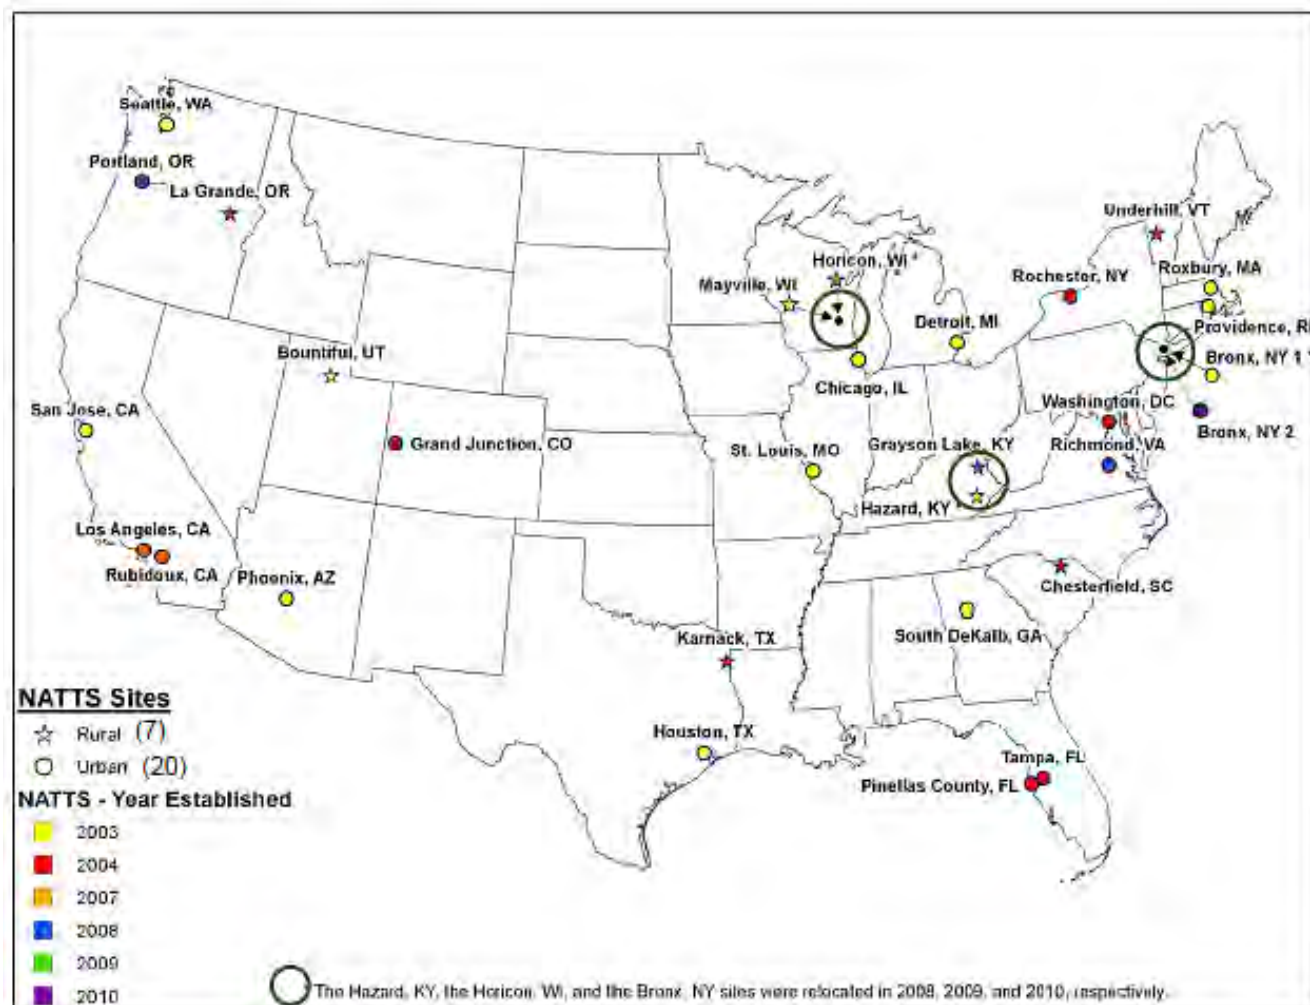 Seattle, WA
Portland, OR
La Grande, OR
Underhill, VT
Horicon, WI
Roxbury, MA
Rochester, NY
Mayville, WI
Detroit, MI
Providence, RI
Bountiful, UT
Bronx, NY 1
Chicago, IL
San Jose, CA
Washington, DC
Grand Junction, CO
St. Louis, MO
Grayson Lake, KY
Richmond, VA
Bronx, NY 2
Hazard, KY
Los Angeles, CA
Rubidoux, CA
Phoenix, AZ
Chesterfield, SC
South DeKalb, GA
Karnack, TX
NATTS Sites
Rural (7)
Urban (20)
Houston, TX
Tampa, FL
Pinellas County, FL
NATTS - Year Established
2003
2004
2007
2008
2009
2010
The Hazard, KY, the Horicon, WI, and the Bronx, NY sites were relocated in 2008, 2009, and 2010, respectively.